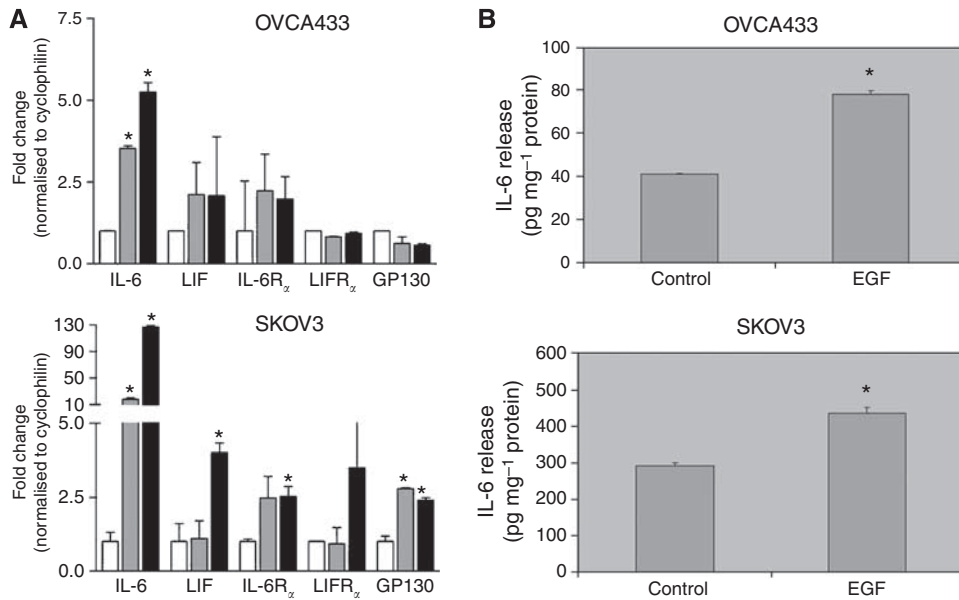 A
OVCA433
Fold change
(normalised to cyclophilin)
7.5
5.0
2.5
0.0
* *
IL-6 LIF IL-6Rα LIFRα GP130
SKOV3
Fold change
(normalised to cyclophilin)
130
90
50
10
5.0
2.5
0.0
* * * * * *
IL-6 LIF IL-6Rα LIFRα GP130
B
OVCA433
IL-6 release
(pg mg⁻¹ protein)
100
80
60
40
20
0
*
Control EGF
SKOV3
IL-6 release
(pg mg⁻¹ protein)
600
500
400
300
200
100
0
*
Control EGF